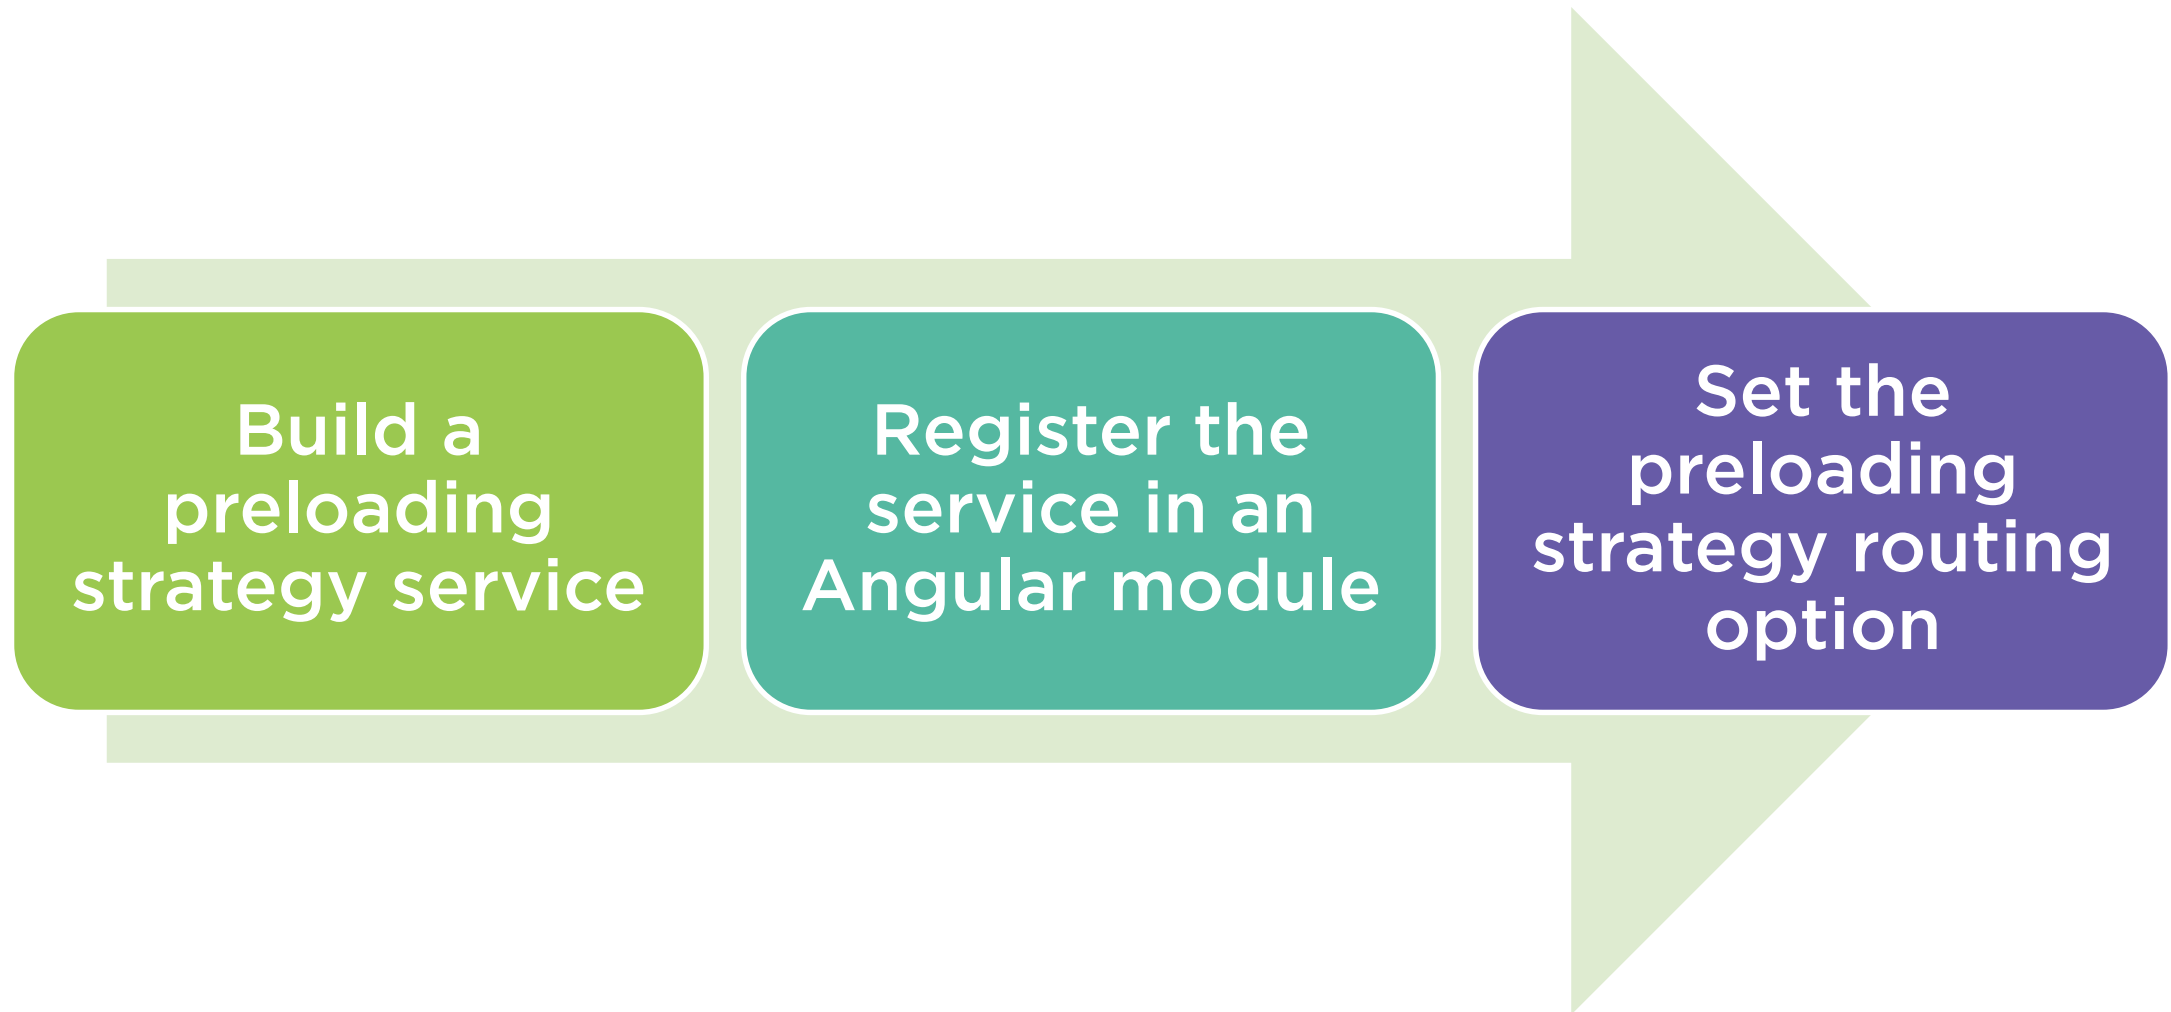 Build a
preloading
strategy service
Register the
service in an
Angular module
Set the
preloading
strategy routing
option